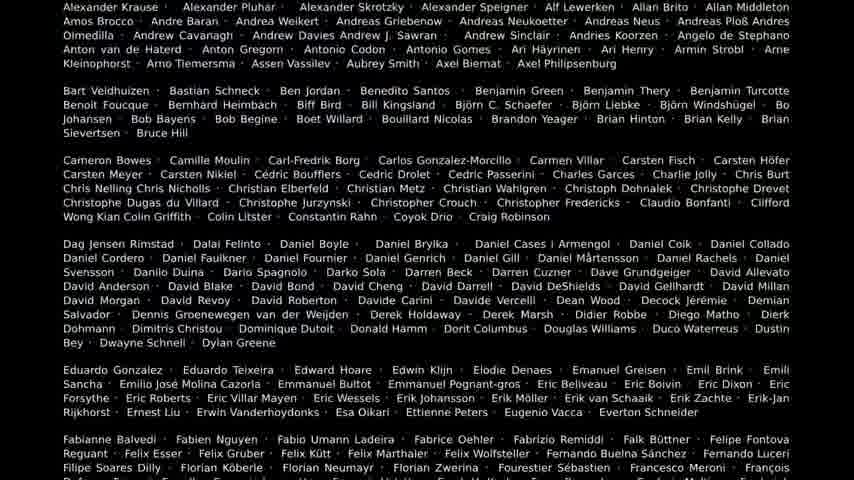 Alexander Krause · Alexander Pluhar · Alexander Skrotzky · Alexander Speigner · Alf Lewerken · Allan Brito · Allan Middleton
Amos Brocco · Andre Baran · Andrea Weikert · Andreas Griebenow · Andreas Neukoetter · Andreas Neus · Andreas Ploß Andres
Olmedilla · Andrew Cavanagh · Andrew Davies Andrew J. Sawran · Andrew Sinclair · Andries Koorzen · Angelo de Stephano
Anton van de Haterd · Anton Gregorn · Antonio Codon · Antonio Gomes · Ari Häyrinen · Ari Henry · Armin Strobl · Arne
Kleinophorst · Arno Tiemersma · Assen Vassilev · Aubrey Smith · Axel Biernat · Axel Philipsenburg
Bart Veldhuizen · Bastian Schneck · Ben Jordan · Benedito Santos · Benjamin Green · Benjamin Thery · Benjamin Turcotte
Benoit Foucque · Bernhard Heimbach · Biff Bird · Bill Kingsland · Björn C. Schaefer · Björn Liebke · Björn Windshügel · Bo
Johansen · Bob Bayens · Bob Begine · Boet Willard · Bouillard Nicolas · Brandon Yeager · Brian Hinton · Brian Kelly · Brian
Sievertsen · Bruce Hill
Cameron Bowes · Camille Moulin · Carl-Fredrik Borg · Carlos Gonzalez-Morcillo · Carmen Villar · Carsten Fisch · Carsten Höfer
Carsten Meyer · Carsten Nikiel · Cédric Boufflers · Cedric Drolet · Cedric Passerini · Charles Garces · Charlie Jolly · Chris Burt
Chris Nelling Chris Nicholls · Christian Elberfeld · Christian Metz · Christian Wahlgren · Christoph Dohnalek · Christophe Drevet
Christophe Dugas du Villard · Christophe Jurzynski · Christopher Crouch · Christopher Fredericks · Claudio Bonfanti · Clifford
Wong Kian Colin Griffith · Colin Litster · Constantin Rahn · Coyok Drio · Craig Robinson
Dag Jensen Rimstad · Dalai Felinto · Daniel Boyle · Daniel Brylka · Daniel Cases i Armengol · Daniel Coik · Daniel Collado
Daniel Cordero · Daniel Faulkner · Daniel Fournier · Daniel Genrich · Daniel Gill · Daniel Mårtensson · Daniel Rachels · Daniel
Svensson · Danilo Duina · Dario Spagnolo · Darko Sola · Darren Beck · Darren Cuzner · Dave Grundgeiger · David Allevato
David Anderson · David Blake · David Bond · David Cheng · David Darrell · David DeShields · David Gellhardt · David Millan
David Morgan · David Revoy · David Roberton · Davide Carini · Davide Vercelli · Dean Wood · Decock Jérémie · Demian
Salvador · Dennis Groenewegen van der Weijden · Derek Holdaway · Derek Marsh · Didier Robbe · Diego Matho · Dierk
Dohmann · Dimitris Christou · Dominique Dutoit · Donald Hamm · Dorit Columbus · Douglas Williams · Duco Waterreus · Dustin
Bey · Dwayne Schnell · Dylan Greene
Eduardo Gonzalez · Eduardo Teixeira · Edward Hoare · Edwin Klijn · Elodie Denaes · Emanuel Greisen · Emil Brink · Emili
Sancha · Emilio José Molina Cazorla · Emmanuel Bultot · Emmanuel Pognant-gros · Eric Beliveau · Eric Boivin · Eric Dixon · Eric
Forsythe · Eric Roberts · Eric Villar Mayen · Eric Wessels · Erik Johansson · Erik Möller · Erik van Schaaik · Erik Zachte · Erik-Jan
Rijkhorst · Ernest Liu · Erwin Vanderhoydonks · Esa Oikari · Ettienne Peters · Eugenio Vacca · Everton Schneider
Fabianne Balvedi · Fabien Nguyen · Fabio Umann Ladeira · Fabrice Oehler · Fabrizio Remiddi · Falk Büttner · Felipe Fontova
Reguant · Felix Esser · Felix Gruber · Felix Kütt · Felix Marthaler · Felix Wolfsteller · Fernando Buelna Sánchez · Fernando Luceri
Filipe Soares Dilly · Florian Köberle · Florian Neumayr · Florian Zwerina · Fourestier Sébastien · Francesco Meroni · François